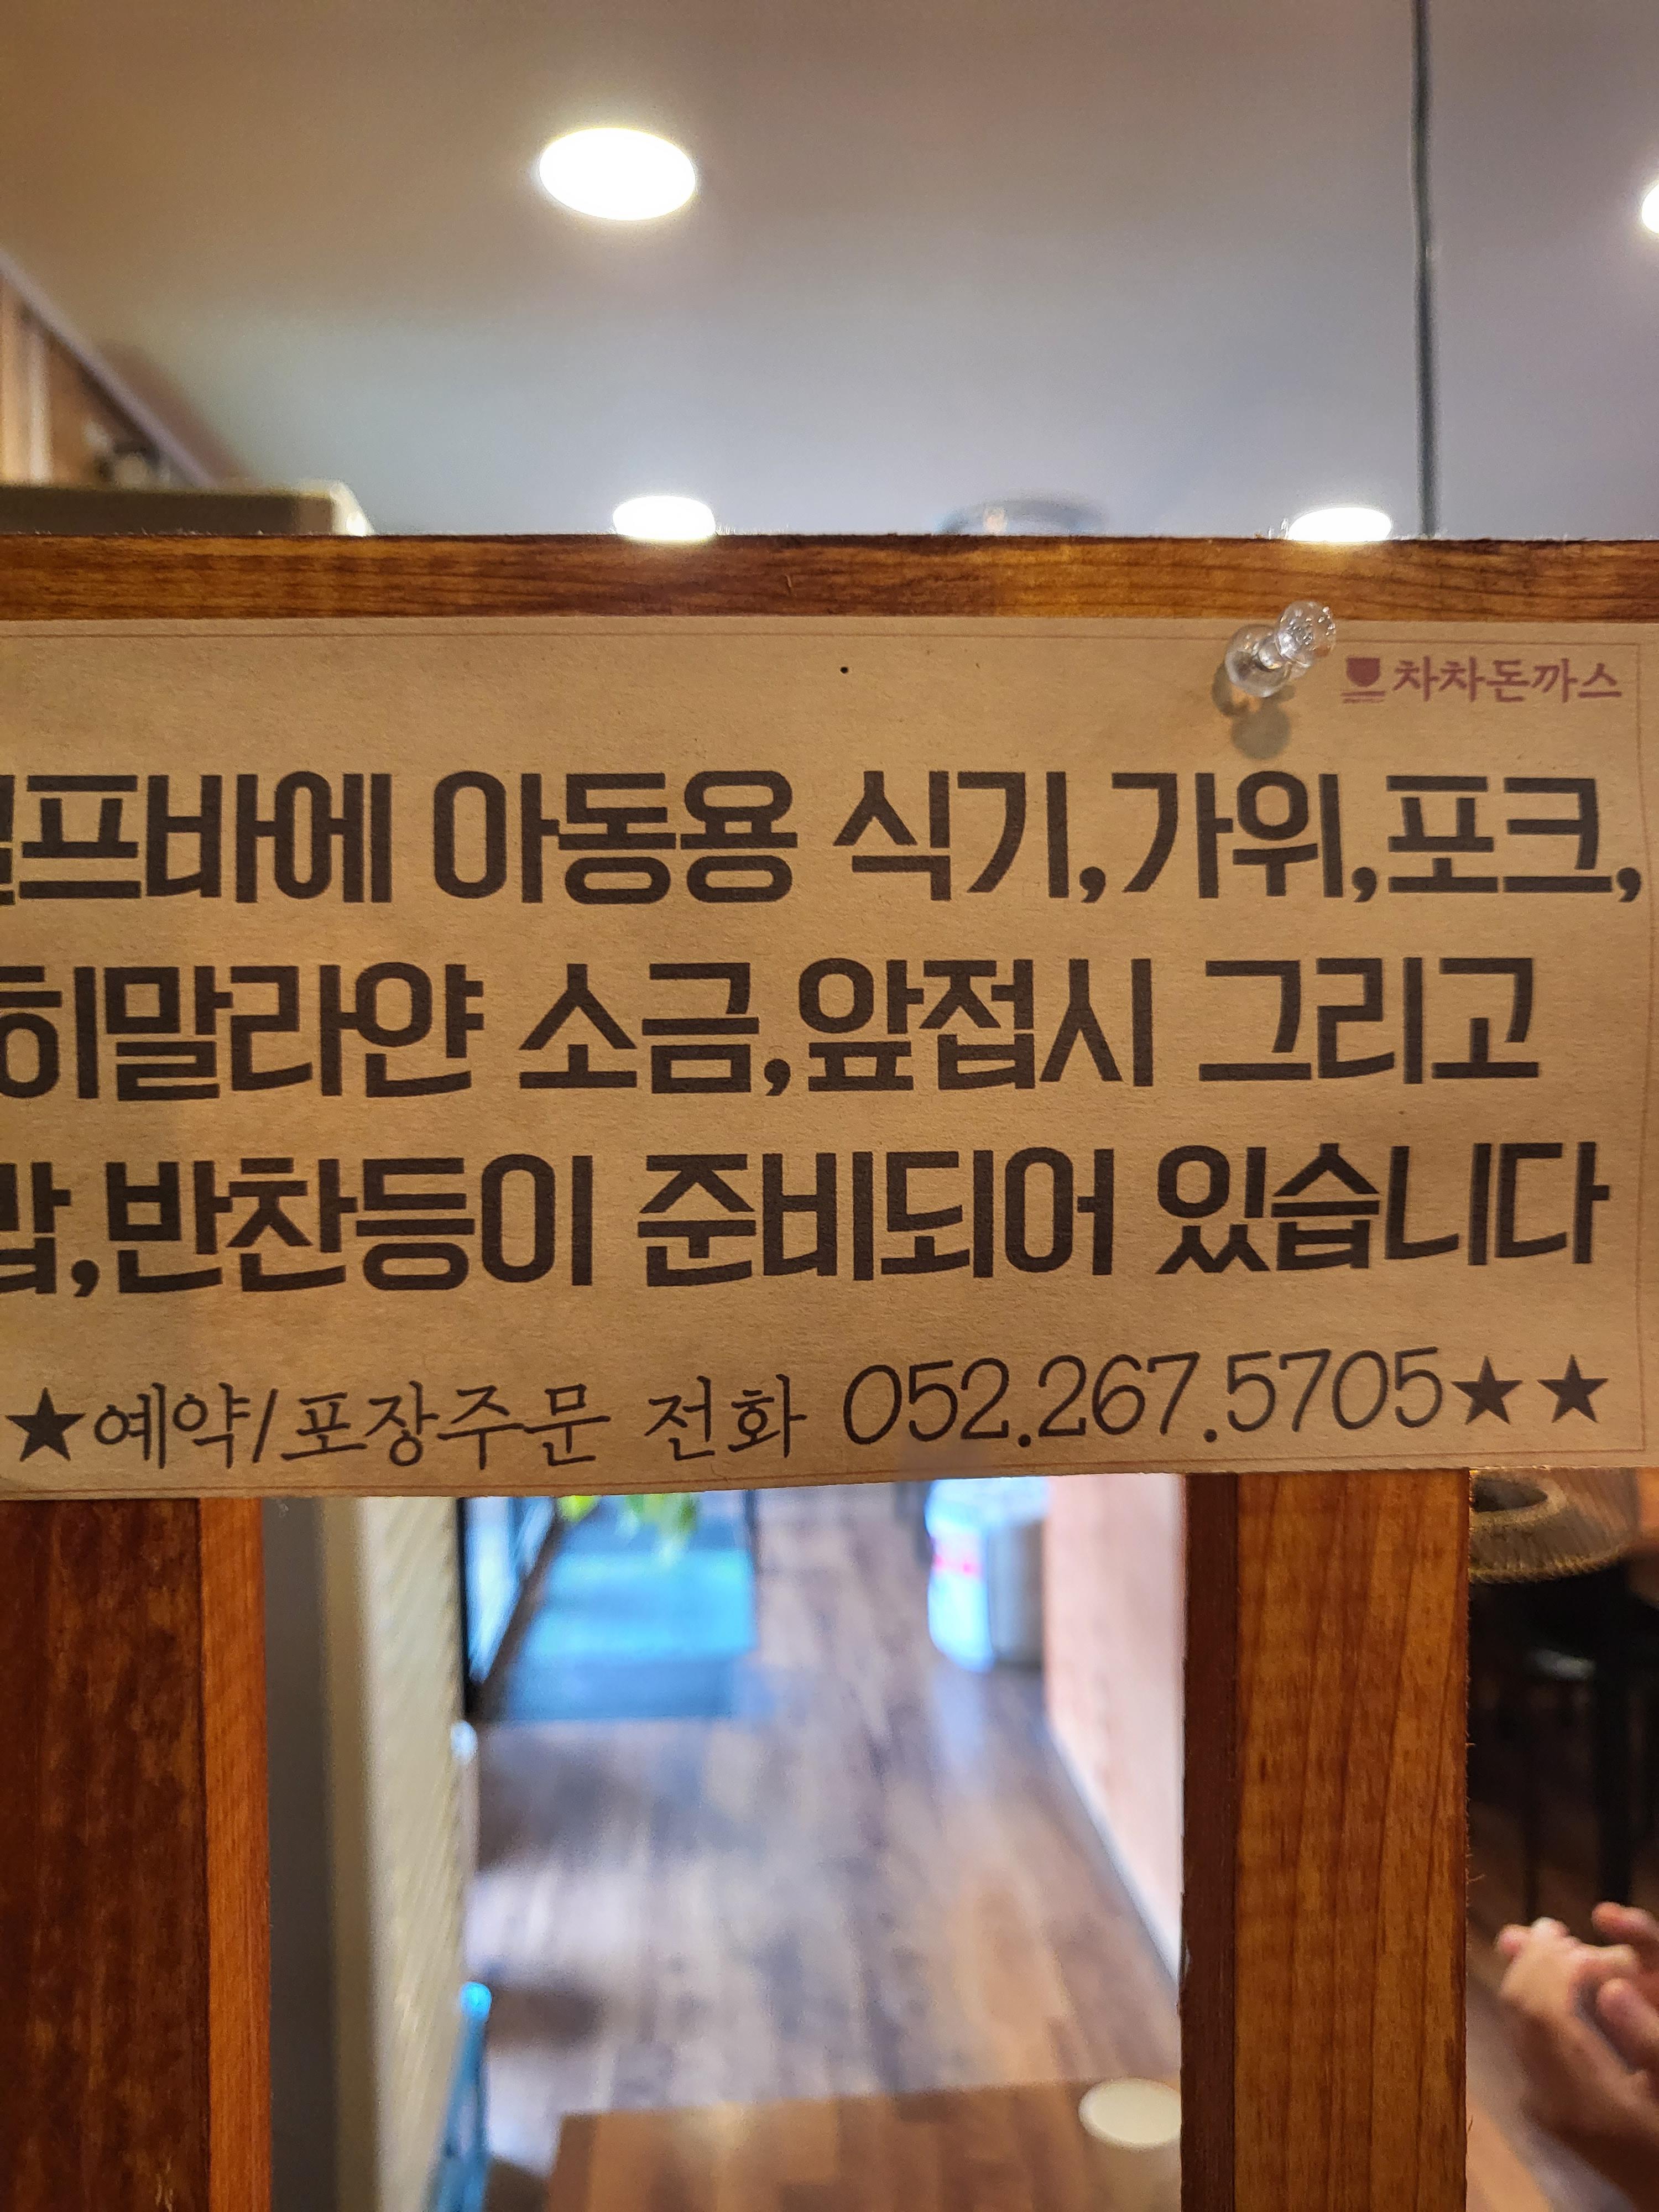 차차돈까스
셀프바에 아동용 식기,가위,포크,
히말라얀 소금,앞접시 그리고
밥,반찬등이 준비되어 있습니다
★예약/포장주문 전화 052.267.5705★★